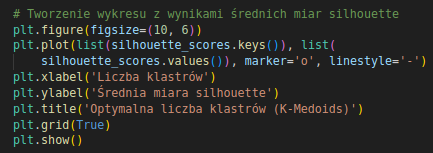 # Tworzenie wykresu z wynikami średnich miar silhouette
plt.figure(figsize=(10, 6))
plt.plot(list(silhouette_scores.keys()), list(
    silhouette_scores.values()), marker='o', linestyle='-')
plt.xlabel('Liczba klastrów')
plt.ylabel('Średnia miara silhouette')
plt.title('Optymalna liczba klastrów (K-Medoids)')
plt.grid(True)
plt.show()